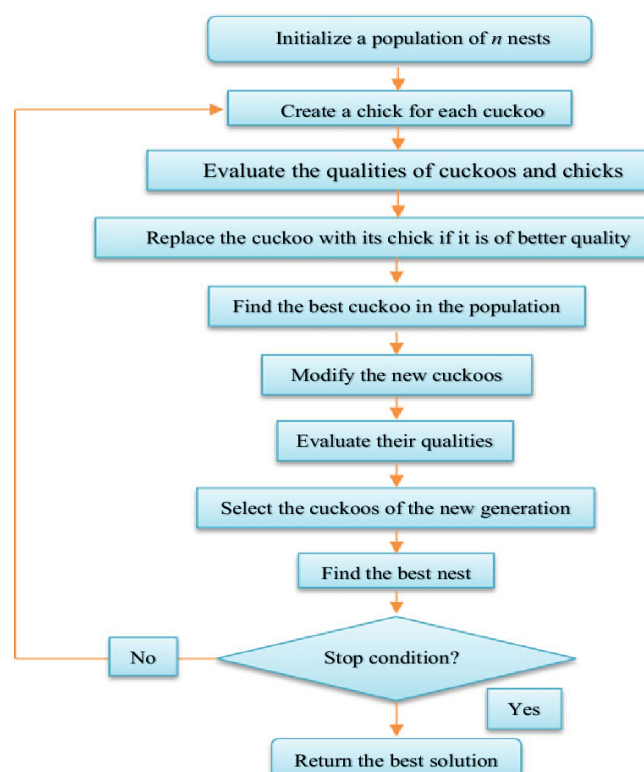 Initialize a population of n nests
Create a chick for each cuckoo
Evaluate the qualities of cuckoos and chicks
Replace the cuckoo with its chick if it is of better quality
Find the best cuckoo in the population
Modify the new cuckoos
Evaluate their qualities
Select the cuckoos of the new generation
Find the best nest
Stop condition?
No
Yes
Return the best solution